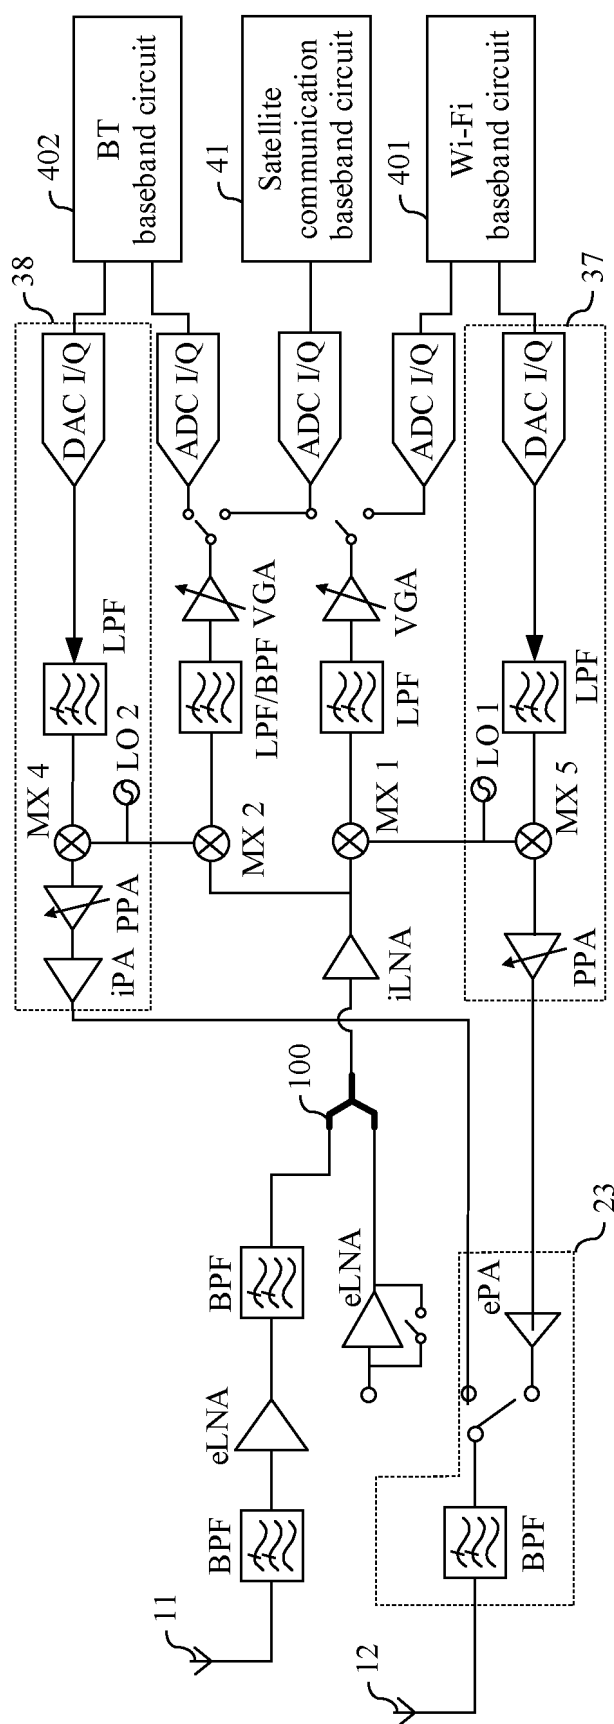 11
BPF
eLNA
BPF
100
eLNA
12
BPF
ePA
23
iPA
PPA
MX 4
LO 2
LPF
DAC I/Q
38
402
BT
baseband circuit
MX 2
LPF/BPF
VGA
ADC I/Q
41
Satellite
communication
baseband circuit
iLNA
MX 1
LPF
VGA
ADC I/Q
401
Wi-Fi
baseband circuit
ADC I/Q
PPA
MX 5
LO 1
LPF
DAC I/Q
37